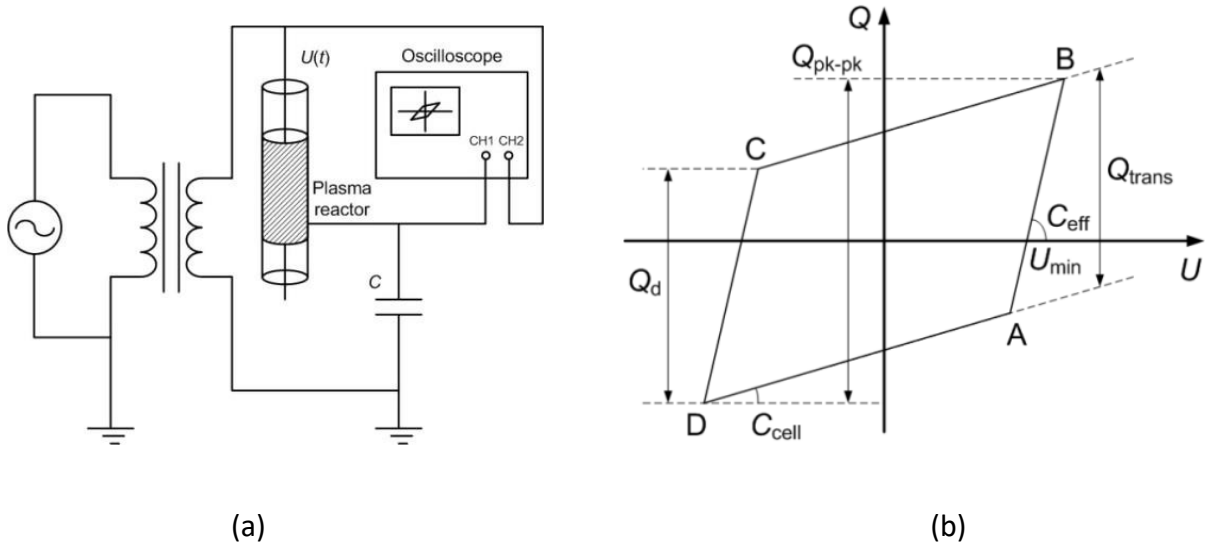 U(t)
Oscilloscope
CH1 CH2
Plasma
reactor
C
(a)
Q
B
Q_pk-pk
C
Q_trans
C_eff
U_min
U
Q_d
A
D
C_cell
(b)